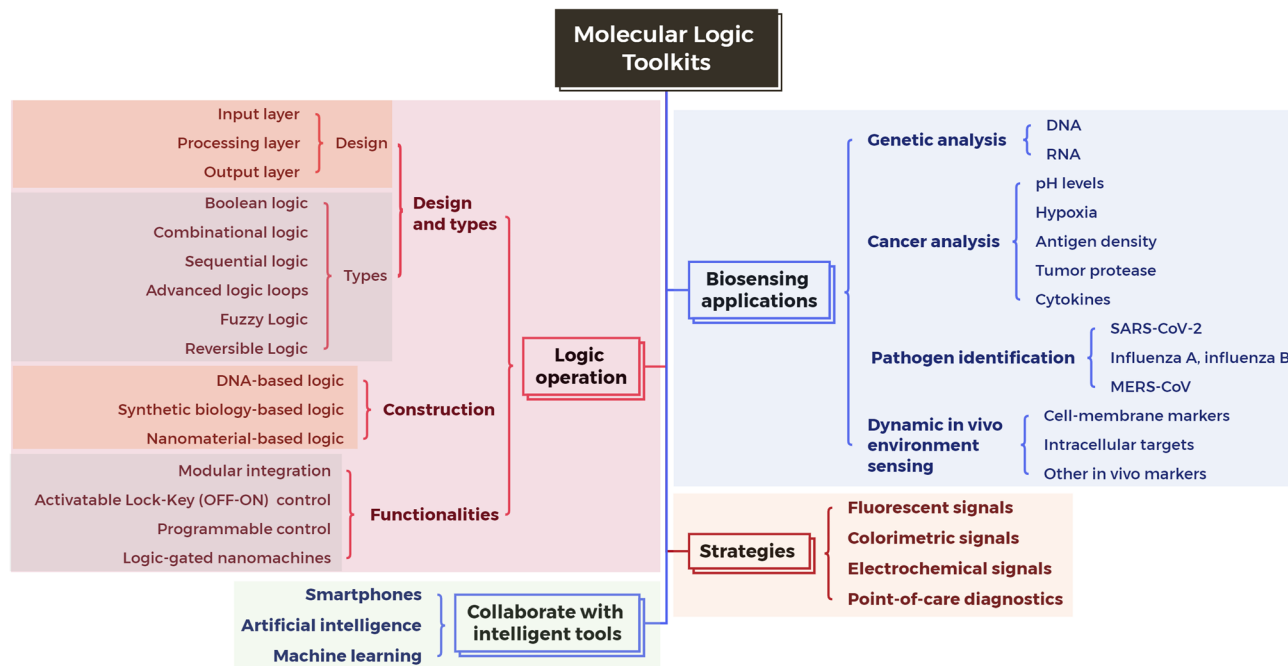 Molecular Logic
Toolkits
Input layer
Processing layer
Output layer
Design
Boolean logic
Combinational logic
Sequential logic
Advanced logic loops
Fuzzy Logic
Reversible Logic
Types
Design
and types
DNA-based logic
Synthetic biology-based logic
Nanomaterial-based logic
Construction
Modular integration
Activatable Lock-Key (OFF-ON) control
Programmable control
Logic-gated nanomachines
Functionalities
Logic
operation
Smartphones
Artificial intelligence
Machine learning
Collaborate with
intelligent tools
Biosensing
applications
Genetic analysis
DNA
RNA
Cancer analysis
pH levels
Hypoxia
Antigen density
Tumor protease
Cytokines
Pathogen identification
SARS-CoV-2
Influenza A, influenza B
MERS-CoV
Dynamic in vivo
environment
sensing
Cell-membrane markers
Intracellular targets
Other in vivo markers
Strategies
Fluorescent signals
Colorimetric signals
Electrochemical signals
Point-of-care diagnostics